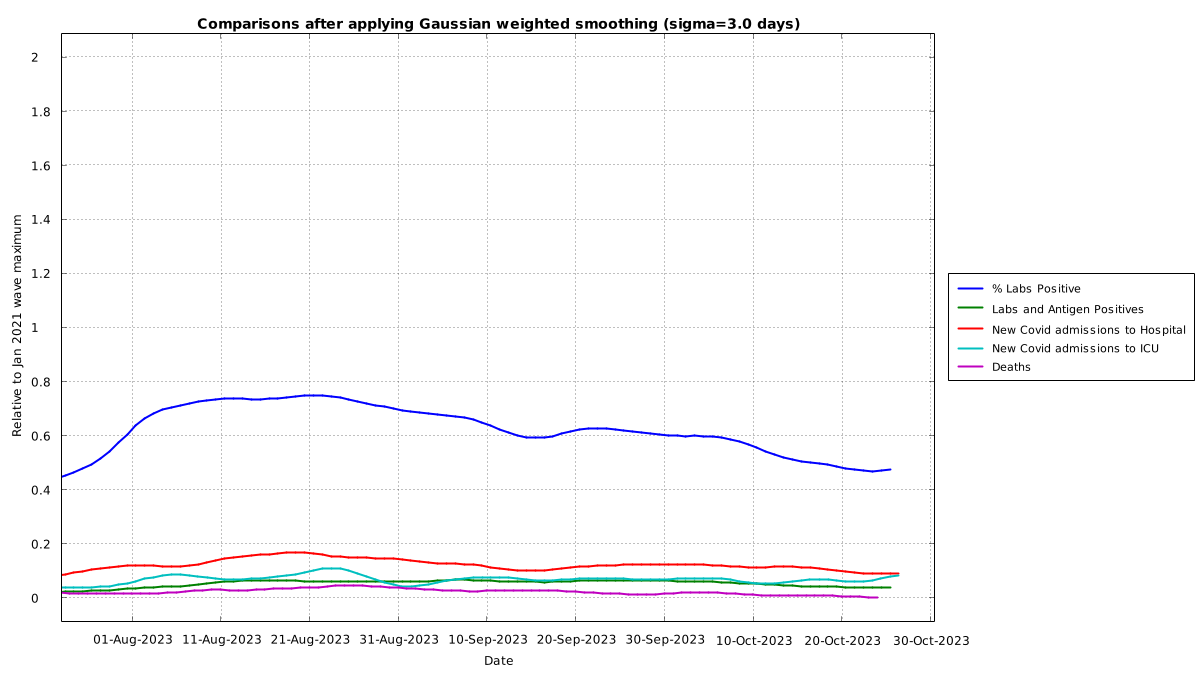 Comparisons after applying Gaussian weighted smoothing (sigma=3.0 days)
Relative to Jan 2021 wave maximum
2
1.8
1.6
1.4
1.2
1
0.8
0.6
0.4
0.2
0
01-Aug-2023 11-Aug-2023 21-Aug-2023 31-Aug-2023 10-Sep-2023 20-Sep-2023 30-Sep-2023 10-Oct-2023 20-Oct-2023 30-Oct-2023
Date
% Labs Positive
Labs and Antigen Positives
New Covid admissions to Hospital
New Covid admissions to ICU
Deaths